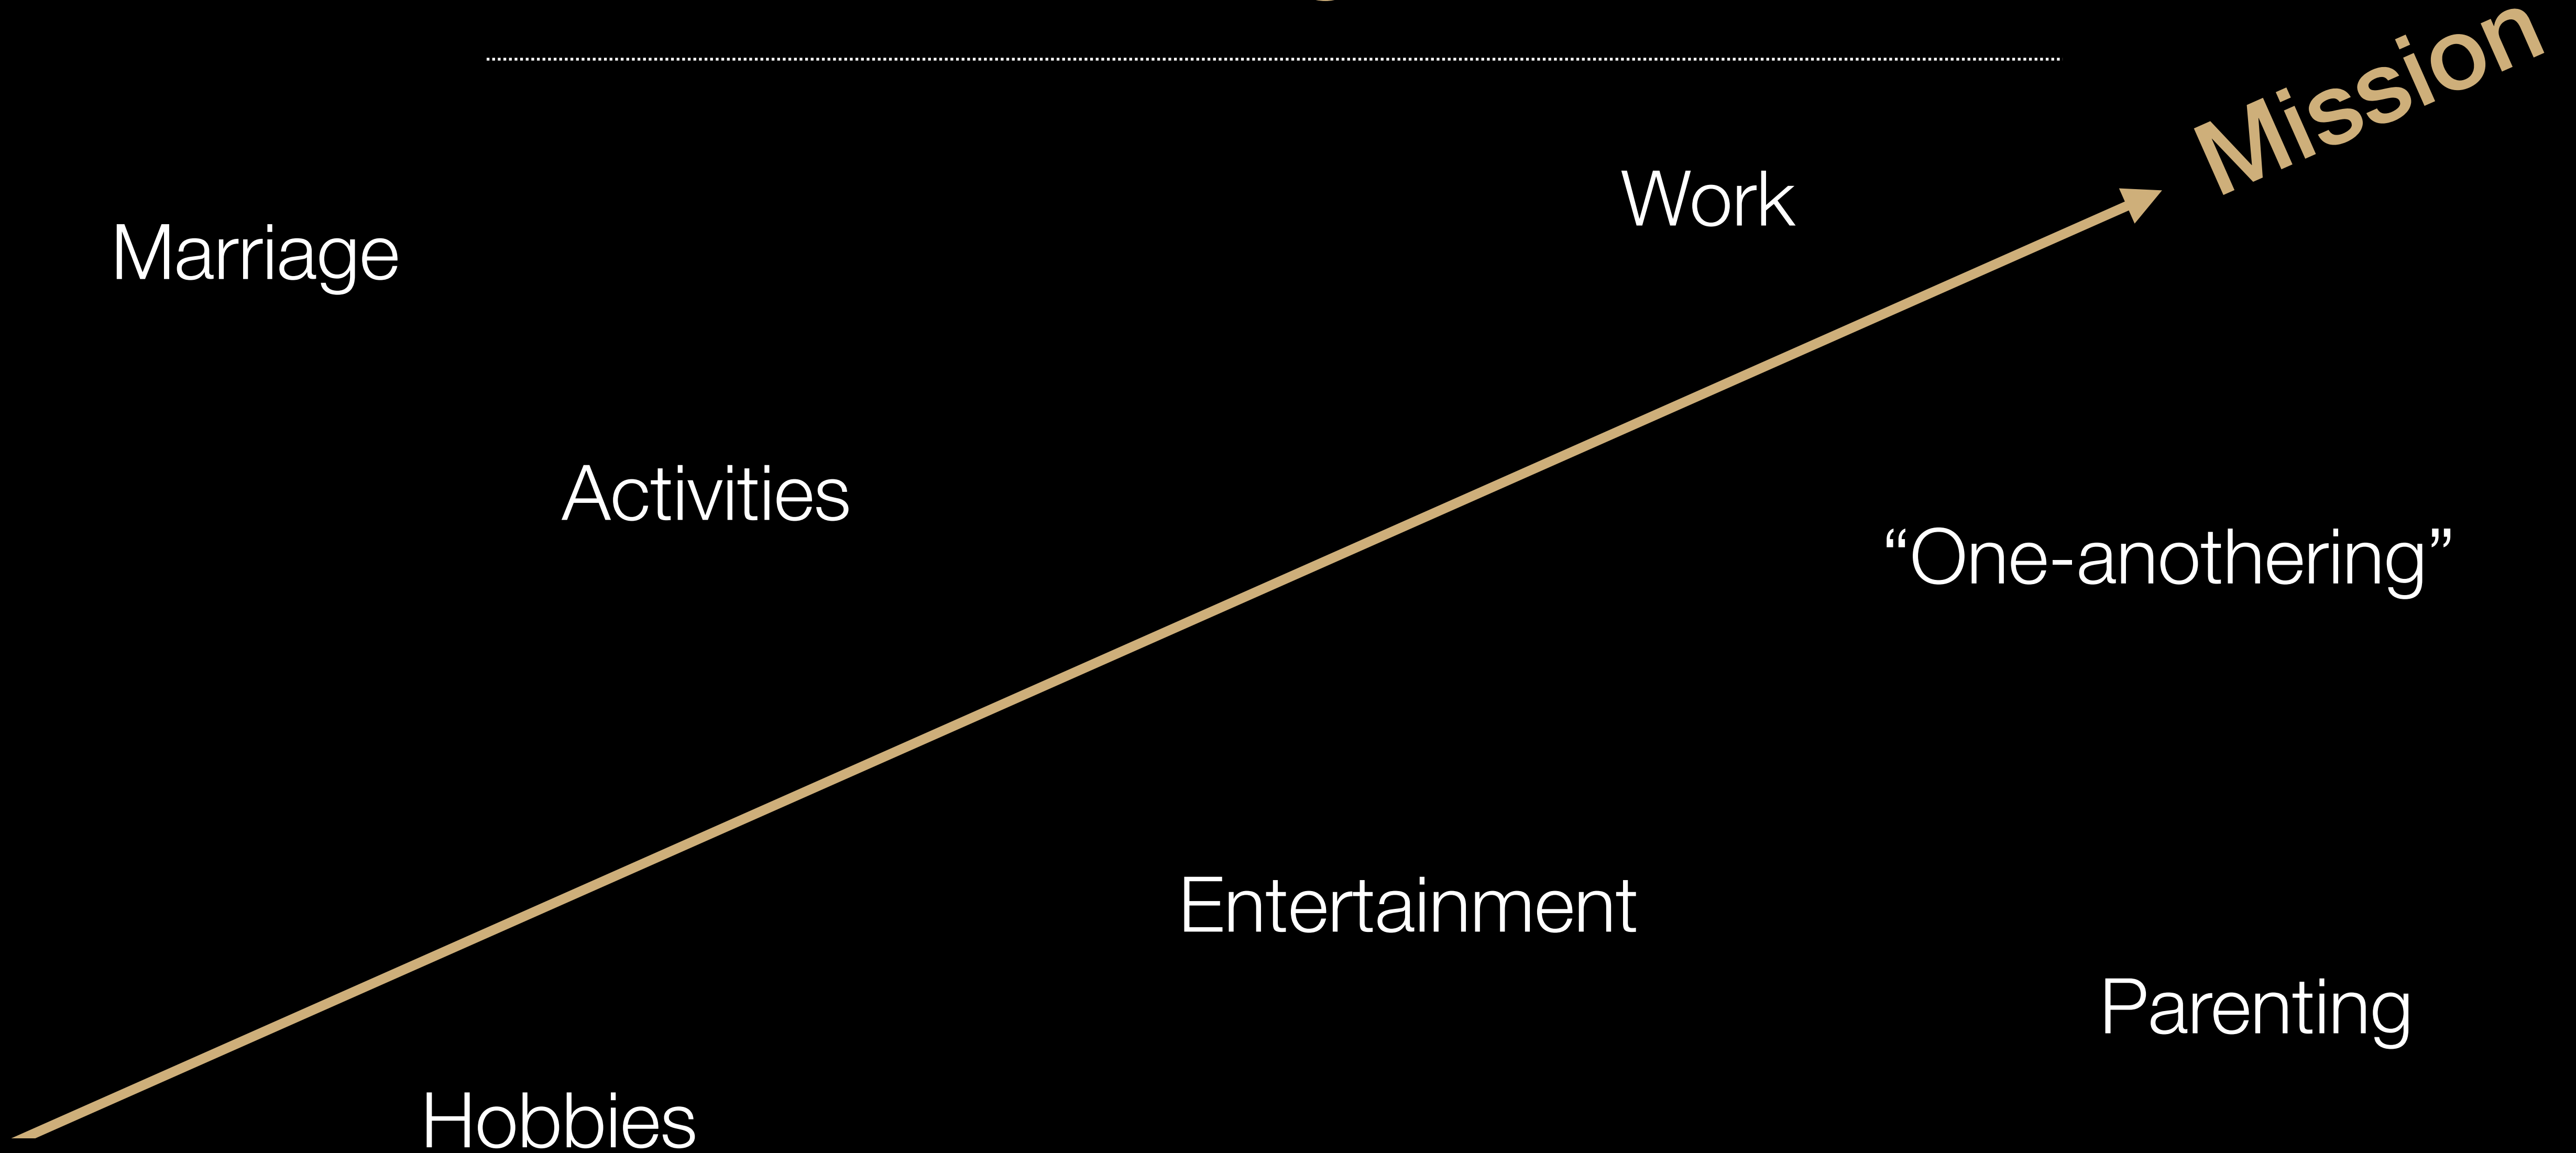 Mission
Work
Marriage
Activities
“One-anothering”
Entertainment
Parenting
Hobbies